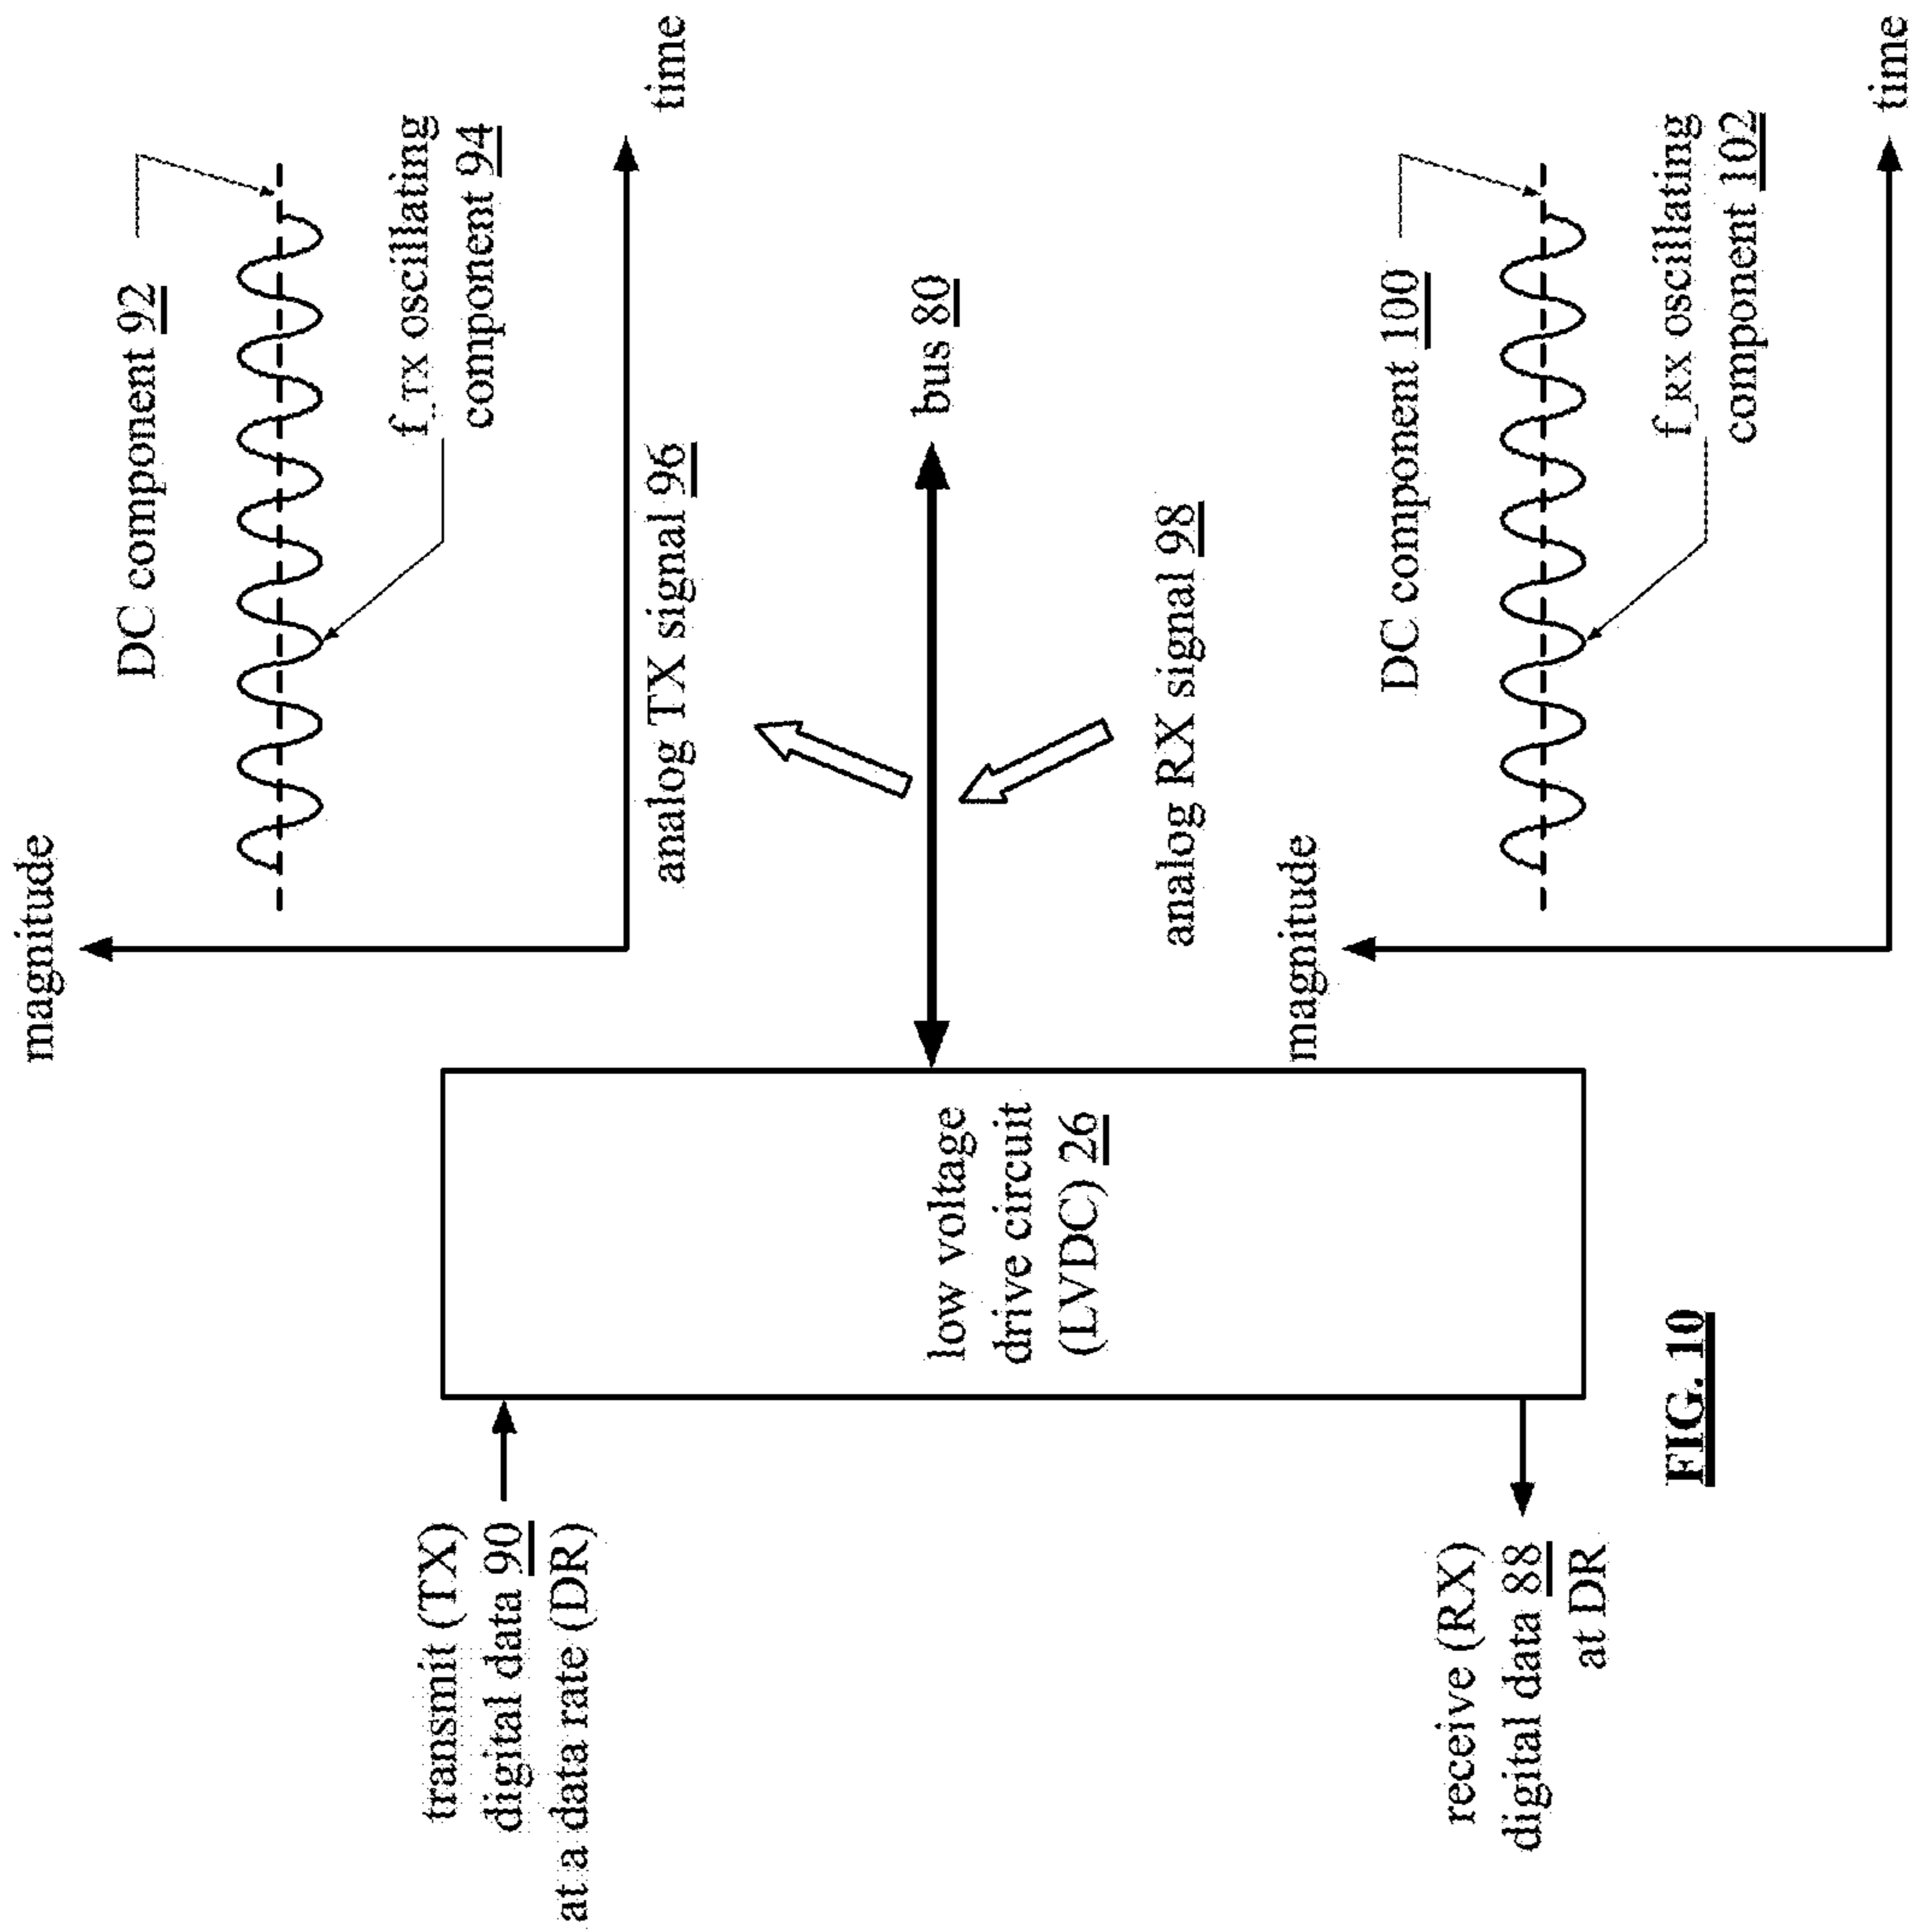 magnitude
DC component 92
f_TX oscillating
component 94
time
analog TX signal 96
transmit (TX)
digital data 90
at a data rate (DR)
low voltage
drive circuit
(LVDC) 26
bus 80
analog RX signal 98
magnitude
DC component 100
f_RX oscillating
component 102
time
receive (RX)
digital data 88
at DR
FIG. 10